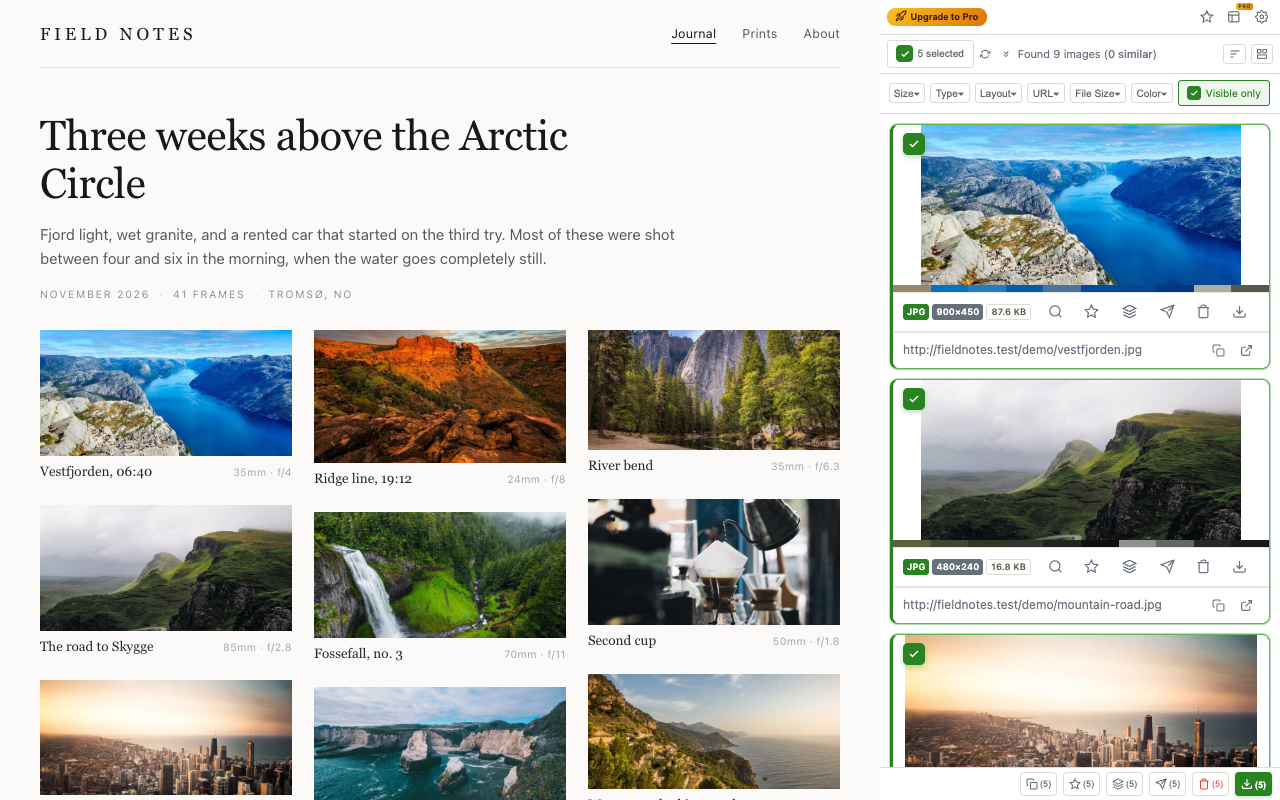 FIELD NOTES
Journal
Prints
About
Three weeks above the Arctic
Circle
Fjord light, wet granite, and a rented car that started on the third try. Most of these were shot
between four and six in the morning, when the water goes completely still.
NOVEMBER 2026 · 41 FRAMES · TROMSØ, NO
Vestfjorden, 06:40
35mm · f/4
Ridge line, 19:12
24mm · f/8
River bend
35mm · f/6.3
The road to Skygge
85mm · f/2.8
Fossefall, no. 3
70mm · f/11
Second cup
50mm · f/1.8
Upgrade to Pro
PRO
5 selected
Found 9 images (0 similar)
Size
Type
Layout
URL
File Size
Color
Visible only
JPG
900×450
87.6 KB
http://fieldnotes.test/demo/vestfjorden.jpg
JPG
480×240
16.8 KB
http://fieldnotes.test/demo/mountain-road.jpg
(5)
(5)
(5)
(5)
(5)
(5)